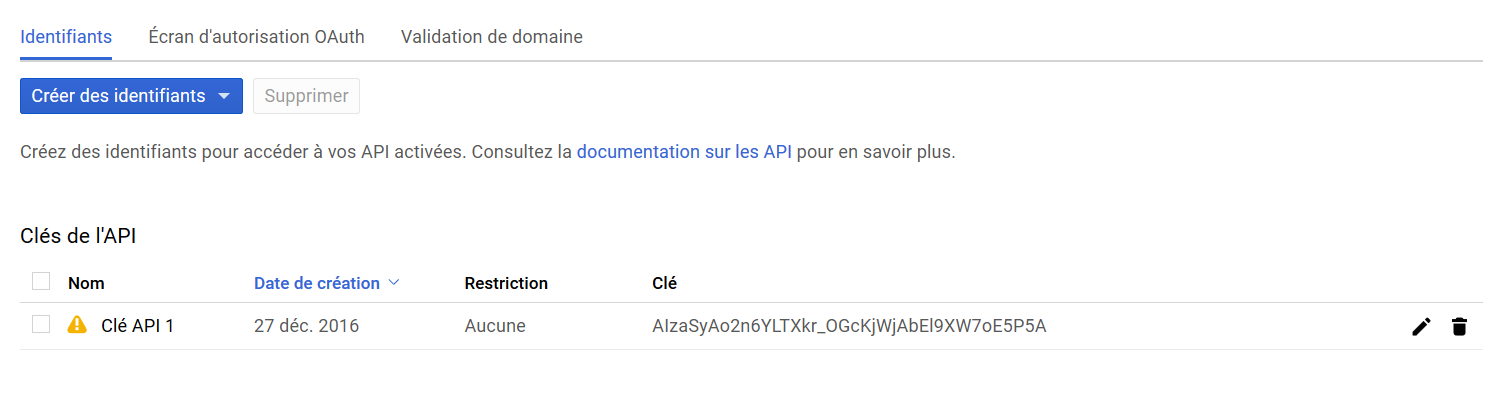 Identifiants Écran d'autorisation OAuth Validation de domaine
Créer des identifiants Supprimer
Créez des identifiants pour accéder à vos API activées. Consultez la documentation sur les API pour en savoir plus.
Clés de l'API
Nom Date de création Restriction Clé
Clé API 1 27 déc. 2016 Aucune AIzaSyAo2n6YLTXkr_OGcKjWjAbEl9XW7oE5P5A